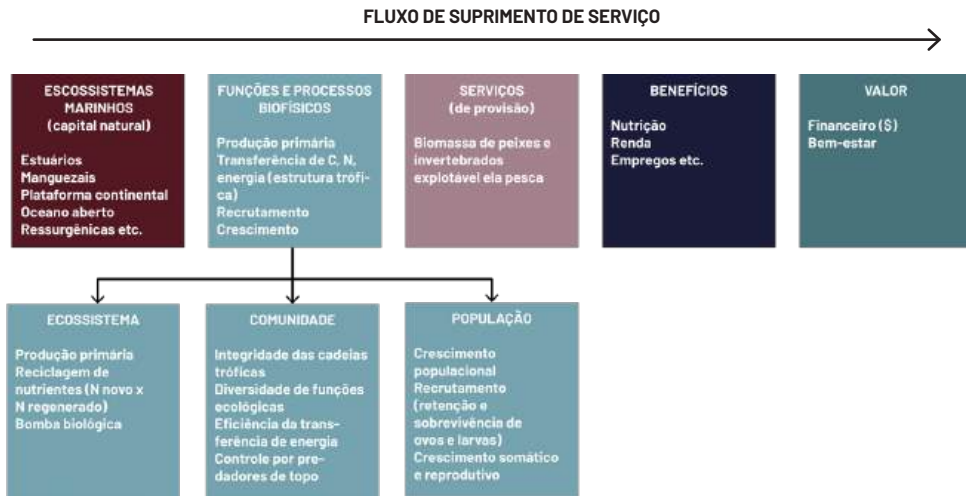 FLUXO DE SUPRIMENTO DE SERVIÇO
ESCOSSISTEMAS
MARINHOS
(capital natural)
Estuários
Manguezais
Plataforma continental
Oceano aberto
Ressurgênicas etc.
FUNÇÕES E PROCESSOS
BIOFÍSICOS
Produção primária
Transferência de C, N,
energia (estrutura trófi-
ca)
Recrutamento
Crescimento
SERVIÇOS
(de provisão)
Biomassa de peixes e
invertebrados
explotável ela pesca
BENEFÍCIOS
Nutrição
Renda
Empregos etc.
VALOR
Financeiro ($)
Bem-estar
ECOSSISTEMA
Produção primária
Reciclagem de
nutrientes (N novo x
N regenerado)
Bomba biológica
COMUNIDADE
Integridade das cadeias
tróficas
Diversidade de funções
ecológicas
Eficiência da trans-
ferência de energia
Controle por pre-
dadores de topo
POPULAÇÃO
Crescimento
populacional
Recrutamento
(retenção e
sobrevivência de
ovos e larvas)
Crescimento somático
e reprodutivo